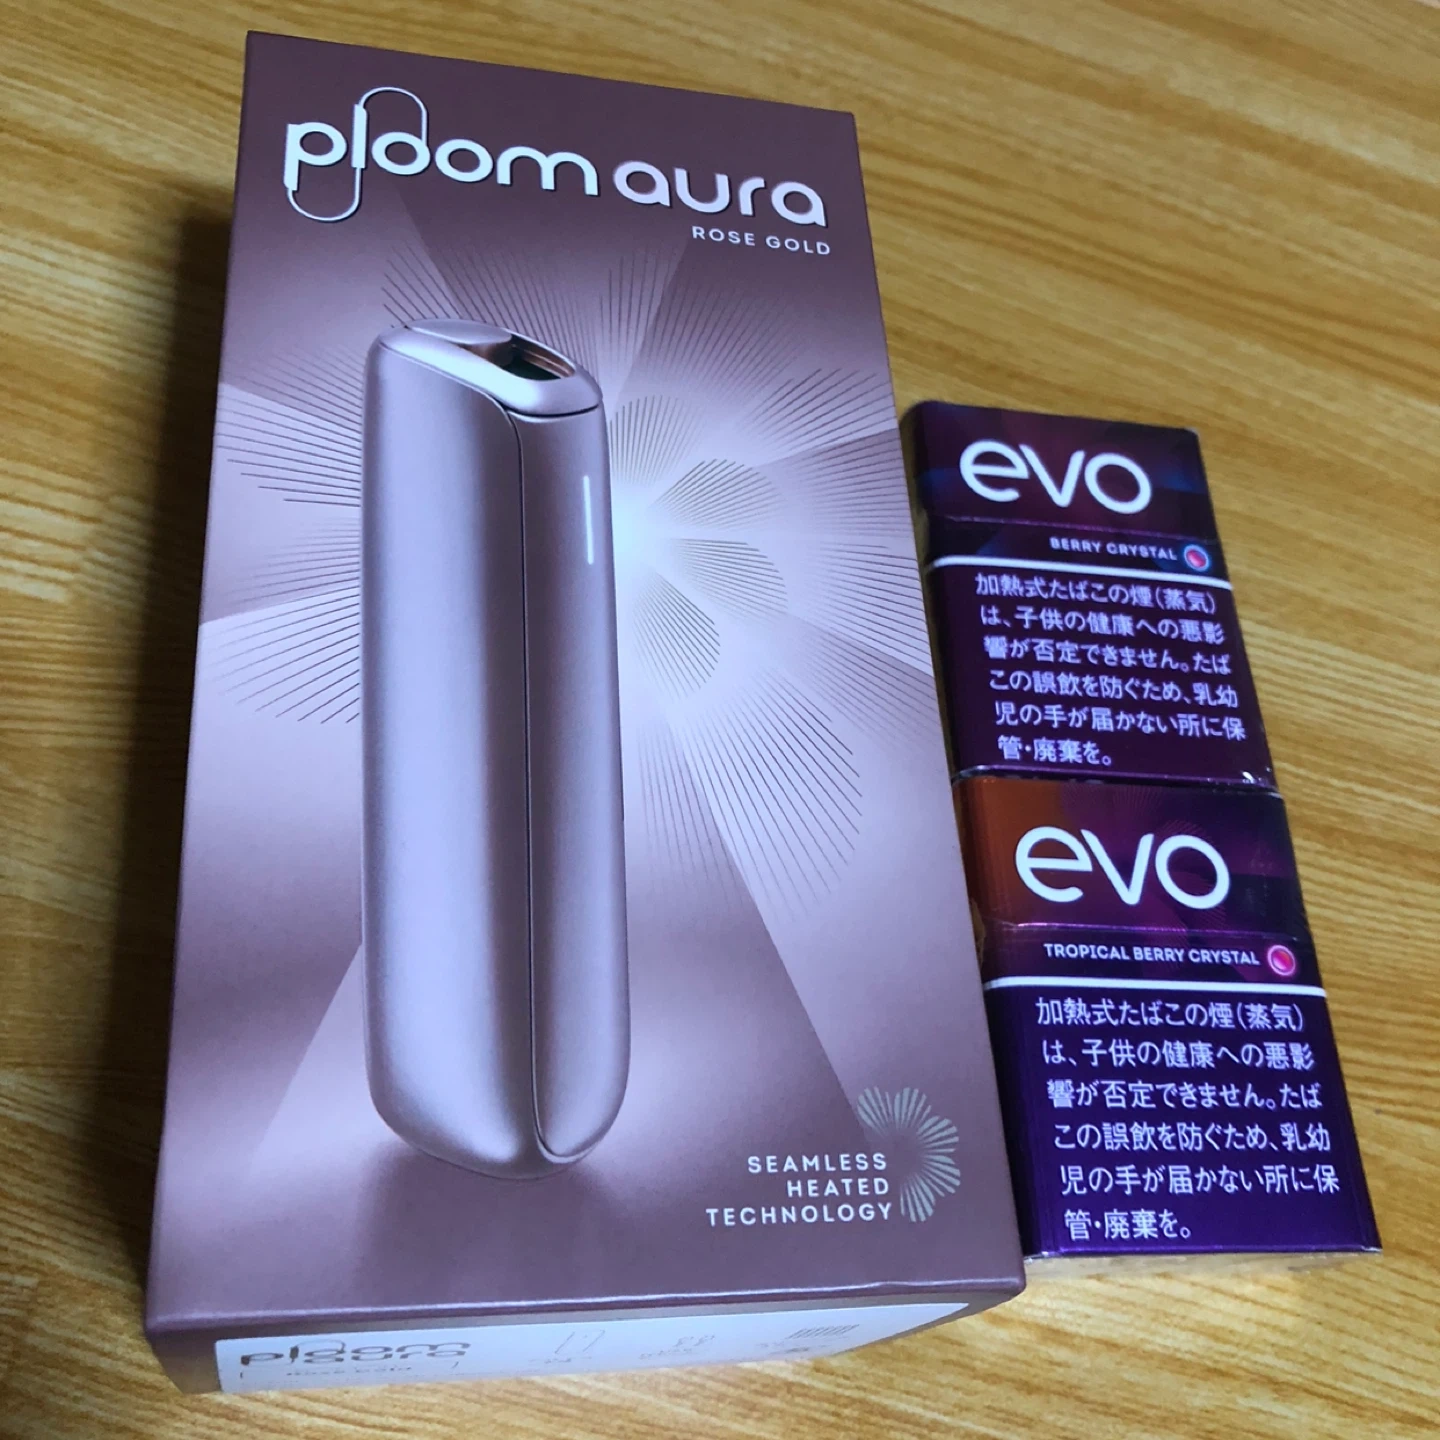 ploom aura
ROSE GOLD
SEAMLESS
HEATED
TECHNOLOGY
ploom
aura
evo
BERRY CRYSTAL
加熱式たばこの煙(蒸気)
は、子供の健康への悪影
響が否定できません。たば
この誤飲を防ぐため、乳幼
児の手が届かない所に保
管・廃棄を。
evo
TROPICAL BERRY CRYSTAL
加熱式たばこの煙(蒸気)
は、子供の健康への悪影
響が否定できません。たば
この誤飲を防ぐため、乳幼
児の手が届かない所に保
管・廃棄を。